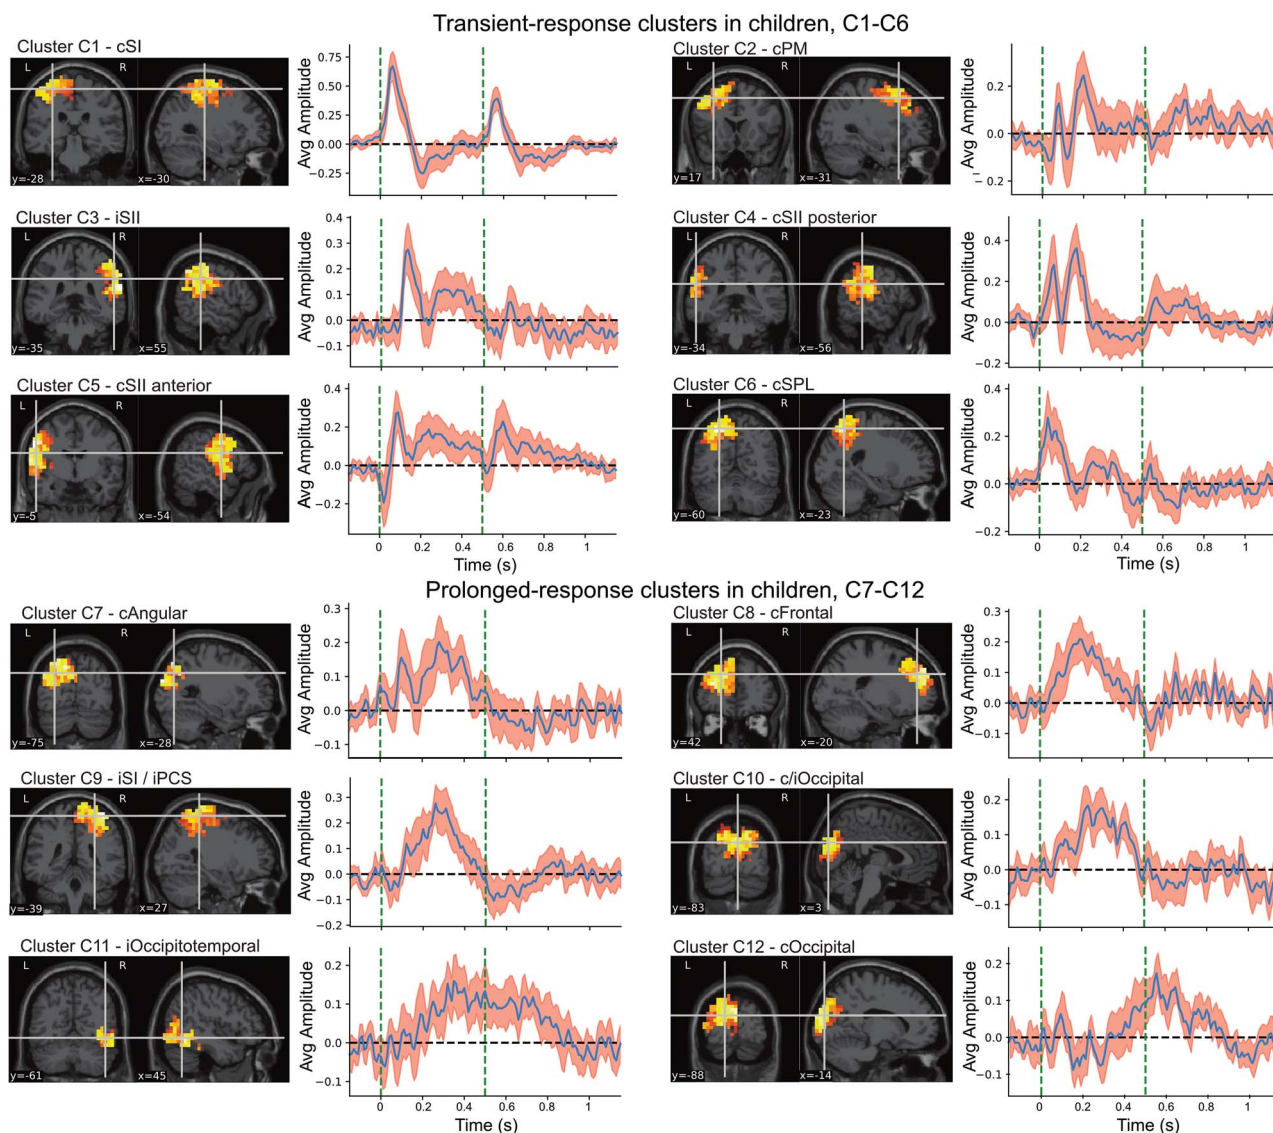 Transient-response clusters in children, C1-C6
Cluster C1 - cSI
L R
y=-28 x=-30
Avg Amplitude
0.75
0.50
0.25
0.00
−0.25
Cluster C2 - cPM
L R
y=17 x=-31
Avg Amplitude
0.2
0.0
0.2
Cluster C3 - iSII
L R
y=-35 x=55
Avg Amplitude
0.4
0.3
0.2
0.1
0.0
−0.1
Cluster C4 - cSII posterior
L R
y=-34 x=-56
Avg Amplitude
0.4
0.2
0.0
−0.2
Cluster C5 - cSII anterior
L R
y=-5 x=-54
Avg Amplitude
0.4
0.2
0.0
−0.2
0 0.2 0.4 0.6 0.8 1
Time (s)
Cluster C6 - cSPL
L R
y=-60 x=-23
Avg Amplitude
0.4
0.2
0.0
−0.2
0 0.2 0.4 0.6 0.8 1
Time (s)
Prolonged-response clusters in children, C7-C12
Cluster C7 - cAngular
L R
y=-75 x=-28
Avg Amplitude
0.3
0.2
0.1
0.0
−0.1
Cluster C8 - cFrontal
L R
y=42 x=-20
Avg Amplitude
0.3
0.2
0.1
0.0
−0.1
Cluster C9 - iSI / iPCS
L R
y=-39 x=27
Avg Amplitude
0.4
0.3
0.2
0.1
0.0
−0.1
−0.2
Cluster C10 - c/iOccipital
L R
y=-83 x=3
Avg Amplitude
0.2
0.1
0.0
−0.1
Cluster C11 - iOccipitotemporal
L R
y=-61 x=45
Avg Amplitude
0.2
0.1
0.0
−0.1
0 0.2 0.4 0.6 0.8 1
Time (s)
Cluster C12 - cOccipital
L R
y=-88 x=-14
Avg Amplitude
0.2
0.1
0.0
−0.1
0 0.2 0.4 0.6 0.8 1
Time (s)